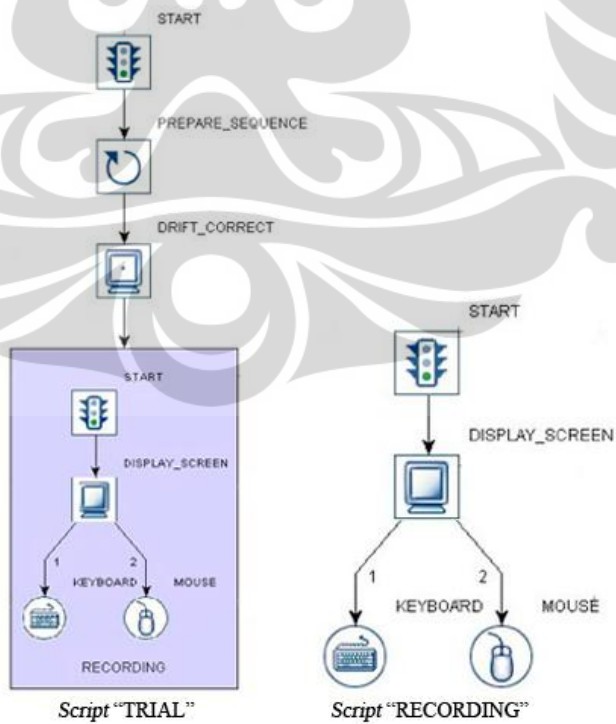 START
PREPARE_SEQUENCE
DRIFT_CORRECT
START
DISPLAY_SCREEN
1
2
KEYBOARD
MOUSE
RECORDING
Script “TRIAL”
START
DISPLAY_SCREEN
1
2
KEYBOARD
MOUSE
Script “RECORDING”